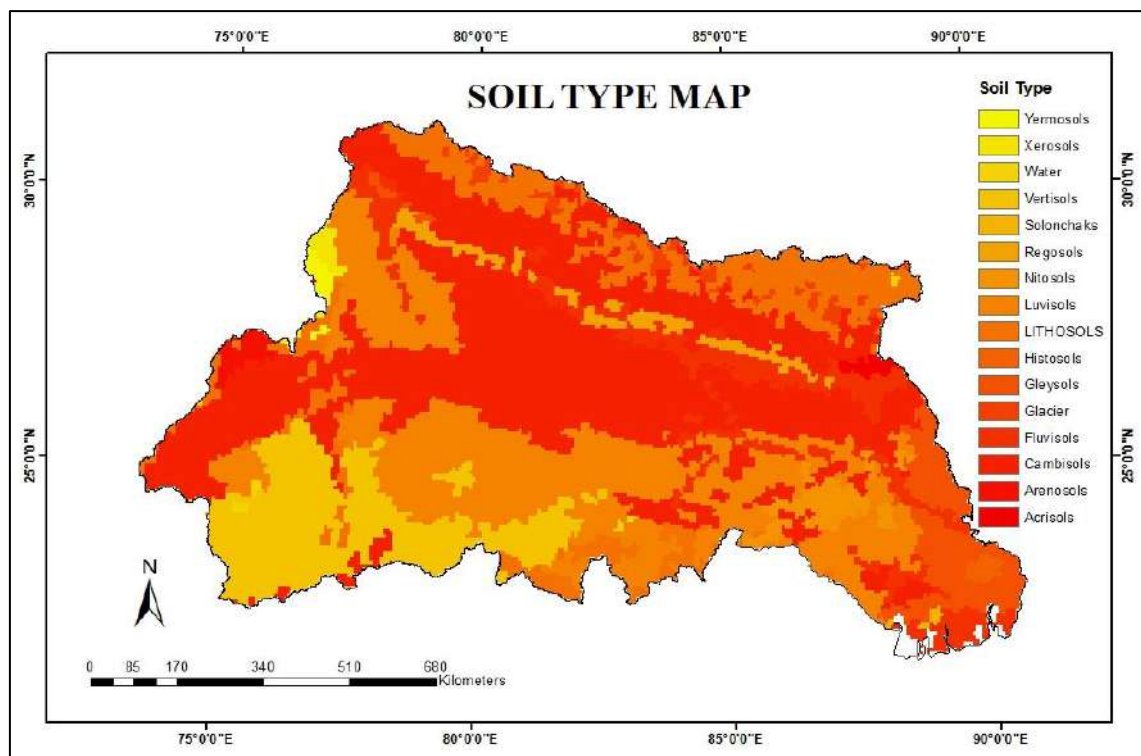 75°0'0"E 80°0'0"E 85°0'0"E 90°0'0"E
SOIL TYPE MAP
Soil Type
Yermosols
Xerosols
Water
Vertisols
Solonchaks
Regosols
Nitosols
Luvisols
LITHOSOLS
Histosols
Gleysols
Glacier
Fluvisols
Cambisols
Arenosols
Acrisols
30°0'0"N 30°0'0"N
25°0'0"N 25°0'0"N
N
0 85 170 340 510 680
Kilometers
75°0'0"E 80°0'0"E 85°0'0"E 90°0'0"E